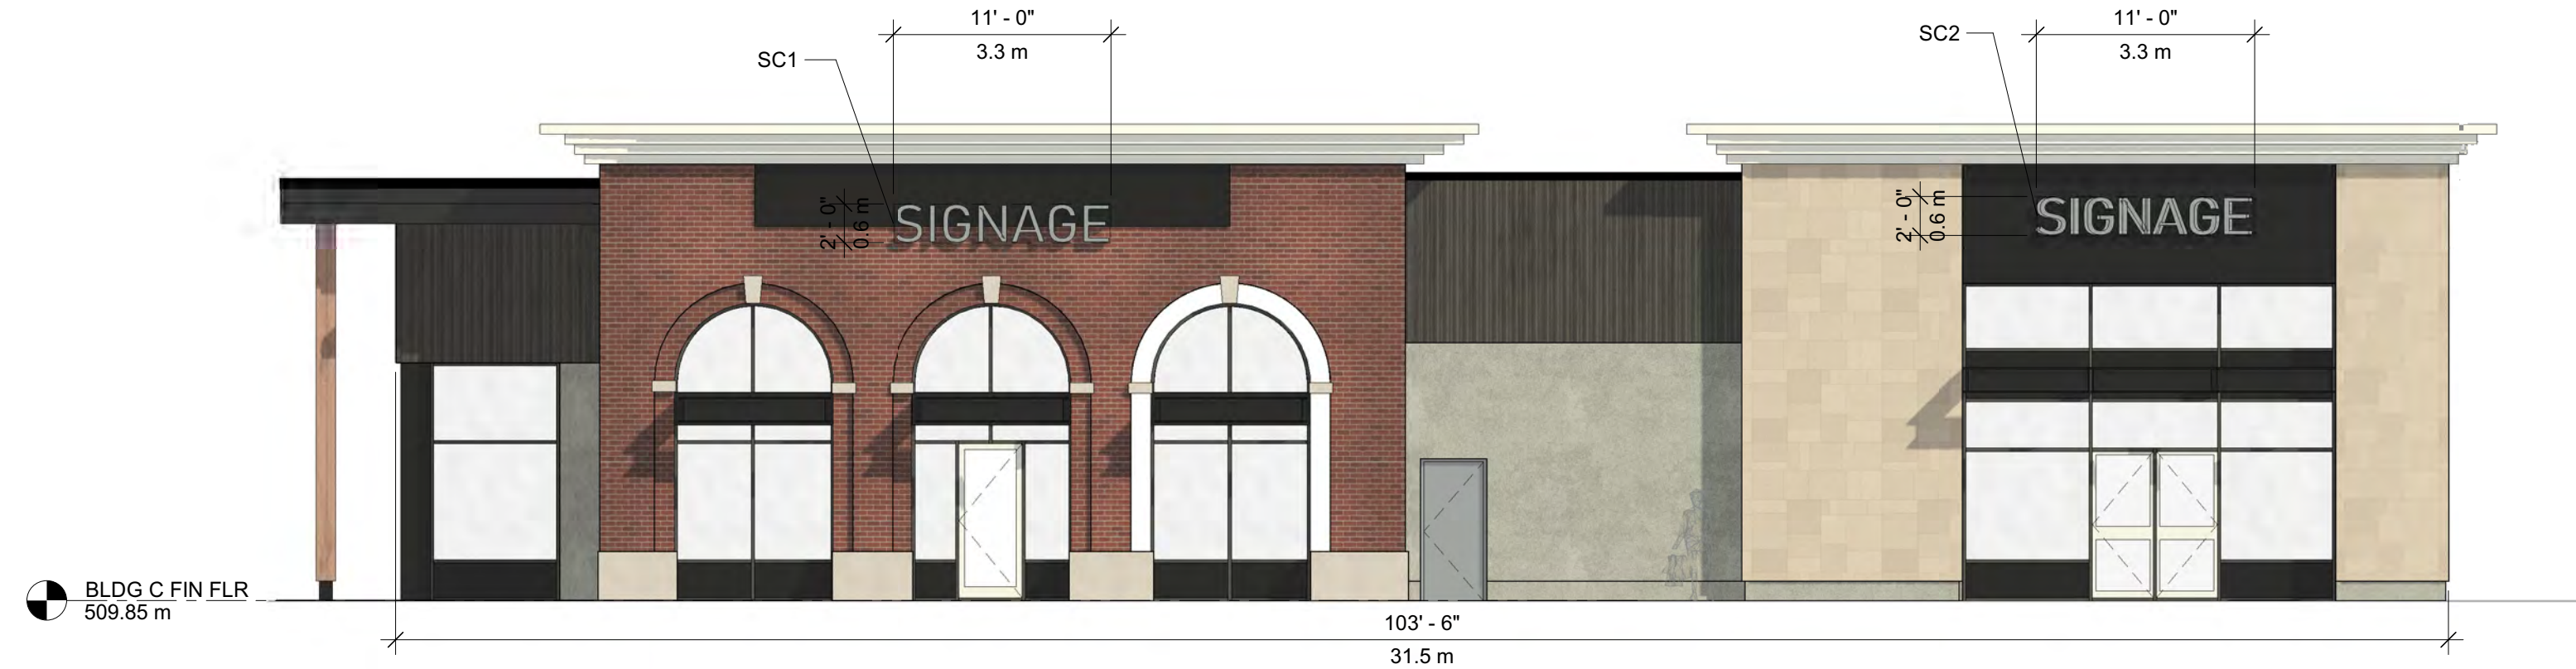 11' - 0"
3.3 m
SC1
11' - 0"
3.3 m
SC2
2' - 0"
0.6 m
SIGNAGE
2' - 0"
0.6 m
SIGNAGE
BLDG C FIN FLR
509.85 m
103' - 6"
31.5 m